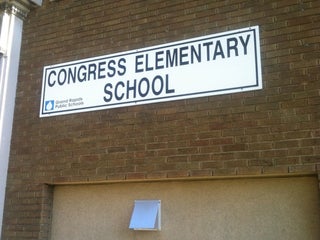 CONGRESS ELEMENTARY
SCHOOL
Grand Rapids
Public Schools